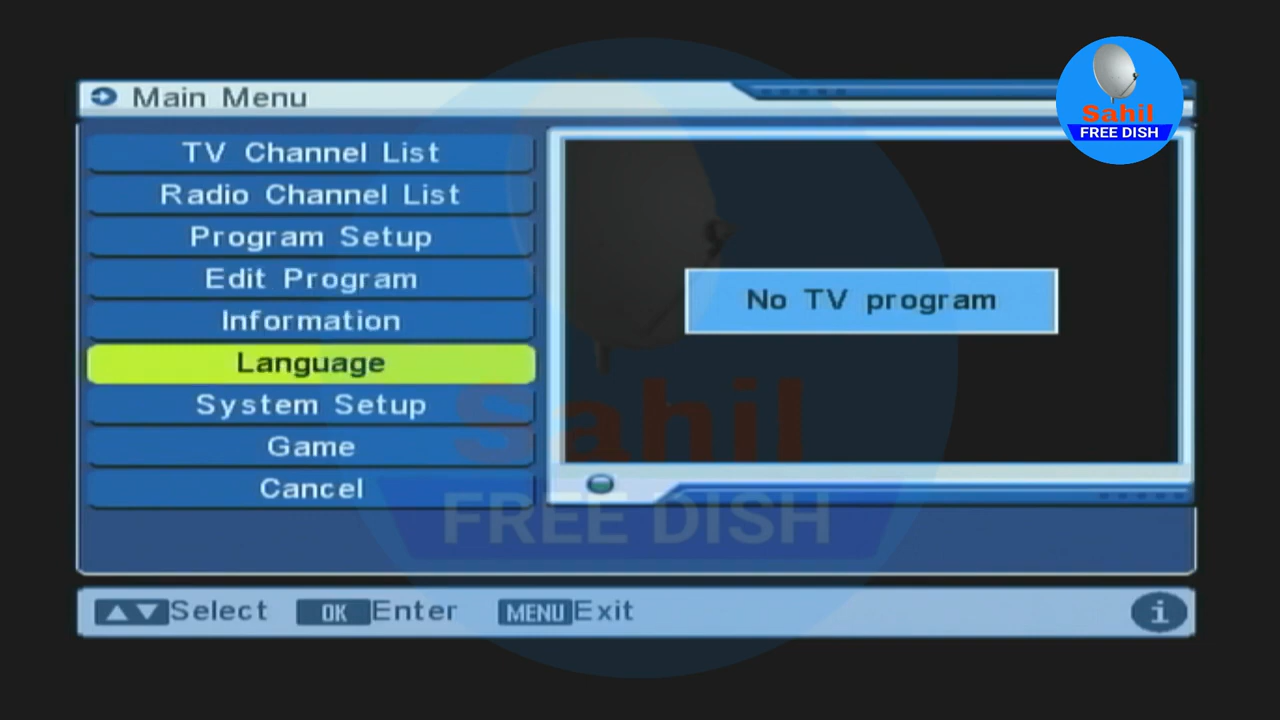 Main Menu
TV Channel List
Radio Channel List
Program Setup
Edit Program
Information
Language
System Setup
Game
Cancel
No TV program
Sahil
FREE DISH
Sahil
FREE DISH
Select OK Enter MENU Exit i